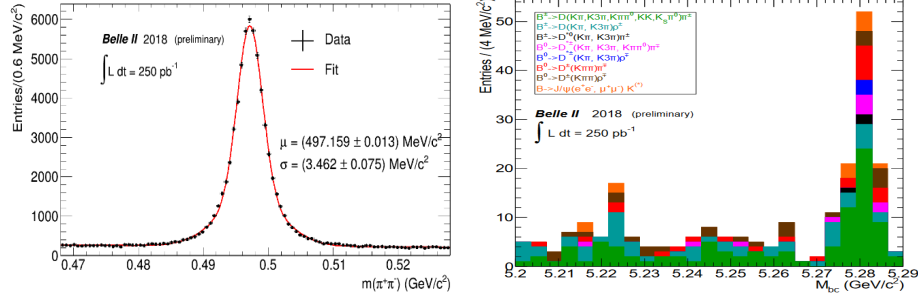 Entries/(0.6 MeV/c²)
6000
5000
4000
3000
2000
1000
0
Belle II 2018 (preliminary)
∫ L dt = 250 pb⁻¹
Data
Fit
μ = (497.159 ± 0.013) MeV/c²
σ = (3.462 ± 0.075) MeV/c²
0.47 0.48 0.49 0.5 0.51 0.52
m(π⁺π⁻) (GeV/c²)
Entries / (4 MeV/c²)
50
40
30
20
10
0
B±->D(Kπ, K3π,Kππ⁰,KK,K_Sπ⁰)π±
B±->D(Kπ, K3π)ρ±
B±->D*⁰(Kπ, K3π)π±
B⁰->D*±(Kπ, K3π, Kππ⁰)π±
B⁰->D*±(Kπ, K3π)ρ∓
B⁰->D±(Kππ)π±
B⁰->D±(Kππ)ρ∓
B->J/ψ(e⁺e⁻, μ⁺μ⁻) K⁽*⁾
Belle II 2018 (preliminary)
∫ L dt = 250 pb⁻¹
5.2 5.21 5.22 5.23 5.24 5.25 5.26 5.27 5.28 5.29
M_bc (GeV/c²)